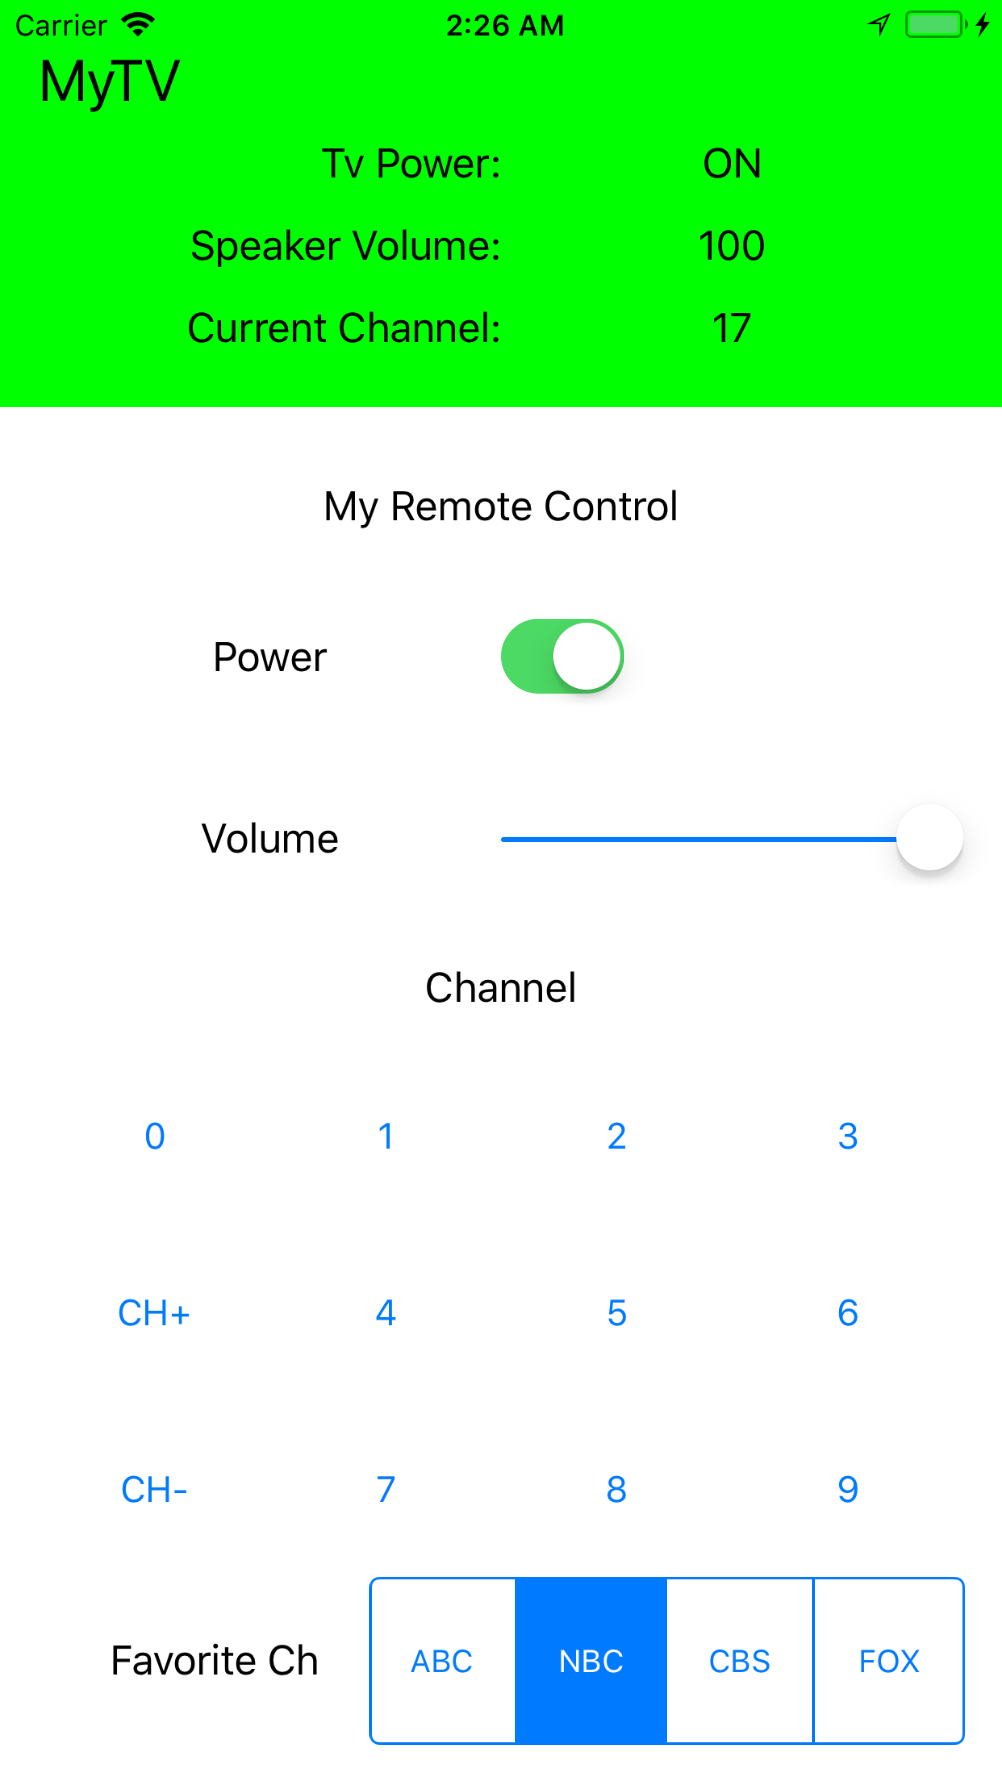 Carrier 2:26 AM
MyTV
Tv Power: ON
Speaker Volume: 100
Current Channel: 17
My Remote Control
Power
Volume
Channel
0 1 2 3
CH+ 4 5 6
CH- 7 8 9
Favorite Ch ABC NBC CBS FOX